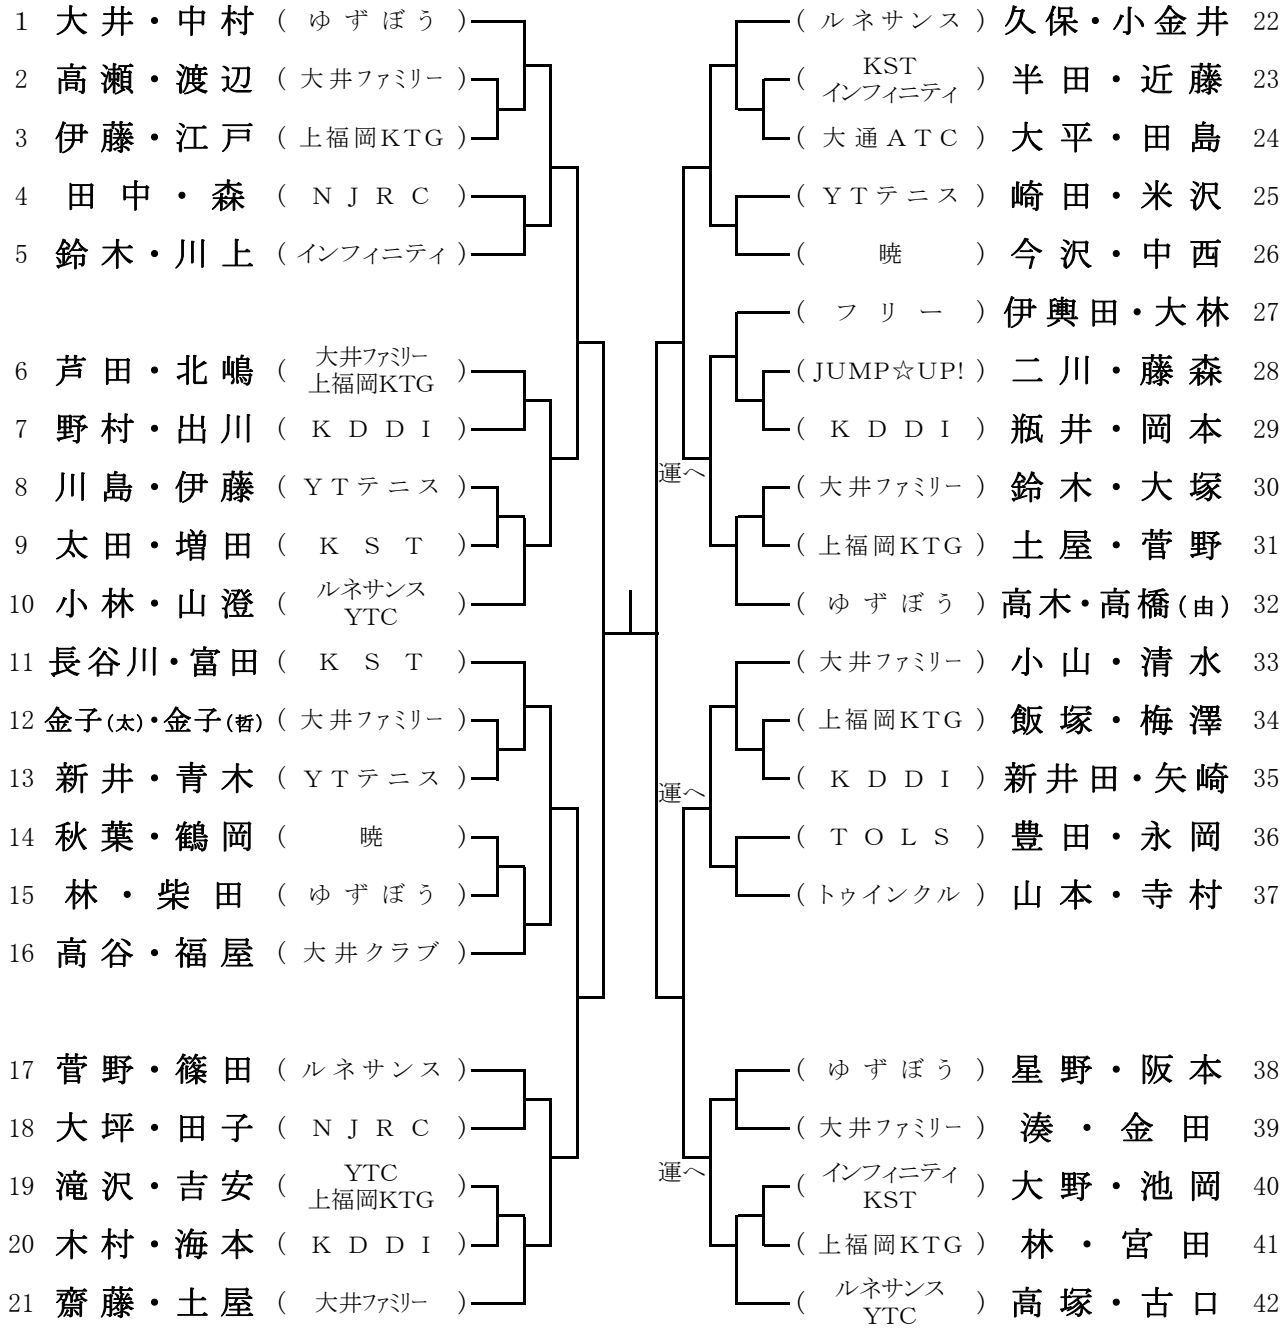 1 大井・中村 (ゆずぼう)
2 高瀬・渡辺 (大井ファミリー)
3 伊藤・江戸 (上福岡KTG)
4 田中・森 (NJRC)
5 鈴木・川上 (インフィニティ)
6 芦田・北嶋 (大井ファミリー
上福岡KTG)
7 野村・出川 (KDDI)
8 川島・伊藤 (YTテニス)
9 太田・増田 (KST)
10 小林・山澄 (ルネサンス
YTC)
11 長谷川・富田 (KST)
12 金子(太)・金子(哲) (大井ファミリー)
13 新井・青木 (YTテニス)
14 秋葉・鶴岡 (暁)
15 林・柴田 (ゆずぼう)
16 高谷・福屋 (大井クラブ)
17 菅野・篠田 (ルネサンス)
18 大坪・田子 (NJRC)
19 滝沢・吉安 (YTC
上福岡KTG)
20 木村・海本 (KDDI)
21 齋藤・土屋 (大井ファミリー)
(ルネサンス) 久保・小金井 22
(KST
インフィニティ) 半田・近藤 23
(大通ATC) 大平・田島 24
(YTテニス) 崎田・米沢 25
(暁) 今沢・中西 26
(フリー) 伊輿田・大林 27
(JUMP☆UP!) 二川・藤森 28
(KDDI) 瓶井・岡本 29
運へ
(大井ファミリー) 鈴木・大塚 30
(上福岡KTG) 土屋・菅野 31
(ゆずぼう) 高木・高橋(由) 32
(大井ファミリー) 小山・清水 33
(上福岡KTG) 飯塚・梅澤 34
(KDDI) 新井田・矢崎 35
運へ
(TOLS) 豊田・永岡 36
(トゥインクル) 山本・寺村 37
(ゆずぼう) 星野・阪本 38
(大井ファミリー) 湊・金田 39
運へ
(インフィニティ
KST) 大野・池岡 40
(上福岡KTG) 林・宮田 41
(ルネサンス
YTC) 高塚・古口 42